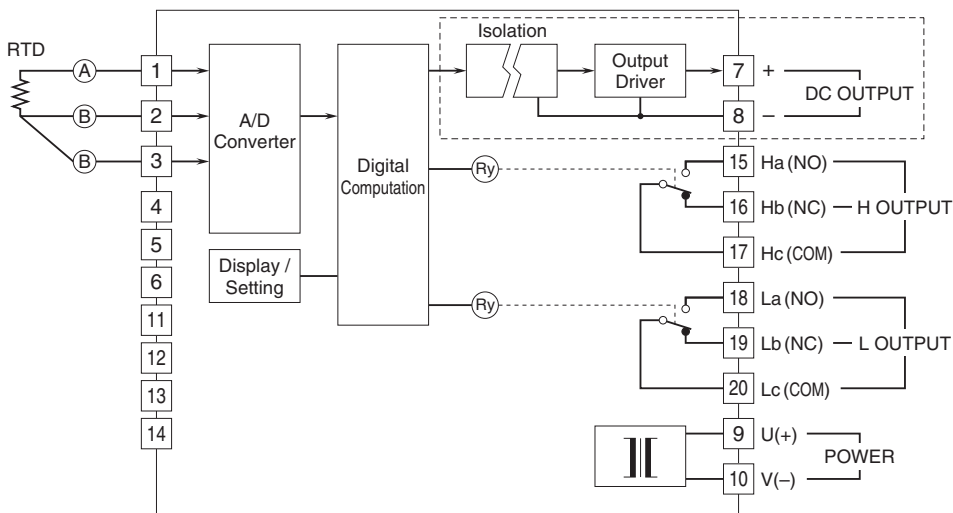 RTD
A
B
B
1
2
3
4
5
6
11
12
13
14
A/D
Converter
Display /
Setting
Digital
Computation
Isolation
Output
Driver
7 +
8 –
DC OUTPUT
Ry
15 Ha (NO)
16 Hb (NC)
17 Hc (COM)
H OUTPUT
Ry
18 La (NO)
19 Lb (NC)
20 Lc (COM)
L OUTPUT
9 U(+)
10 V(–)
POWER